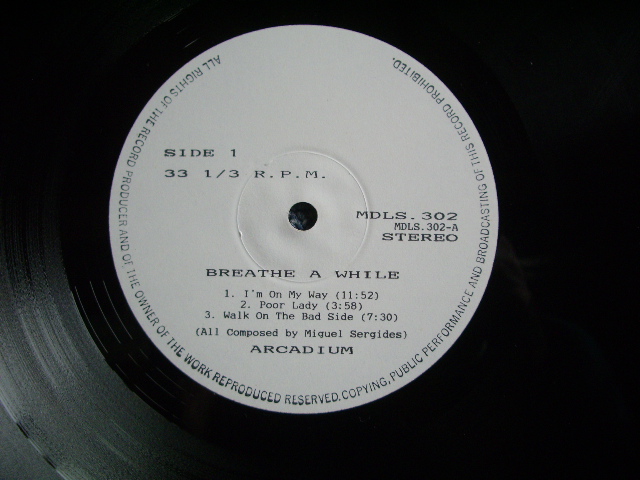 ALL RIGHTS OF THE RECORD PRODUCER AND OF THE OWNER OF THE WORK REPRODUCED RESERVED. COPYING, PUBLIC PERFORMANCE AND BROADCASTING OF THIS RECORD PROHIBITED.
SIDE 1
33 1/3 R.P.M.
MDLS.302
MDLS.302-A
STEREO
BREATHE A WHILE
1. I'm On My Way (11:52)
2. Poor Lady (3:58)
3. Walk On The Bad Side (7:30)
(All Composed by Miguel Sergides)
ARCADIUM